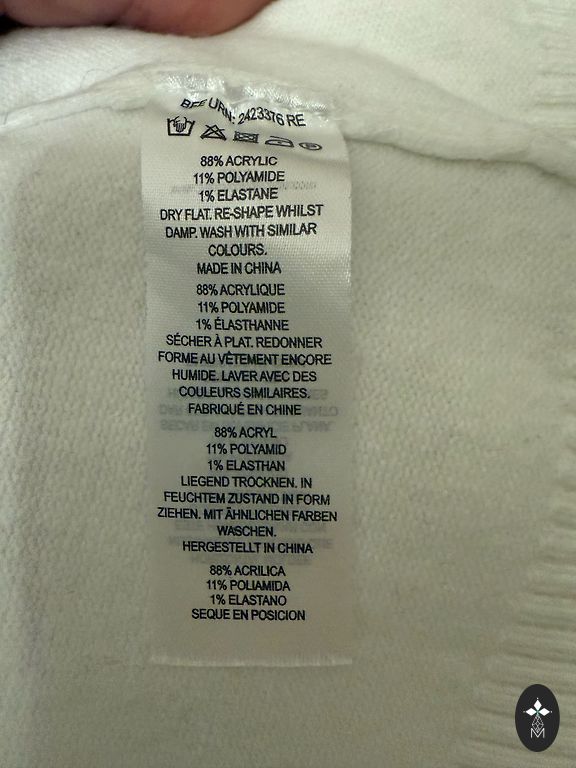 URN: 2423376 RE
88% ACRYLIC
11% POLYAMIDE
1% ELASTANE
DRY FLAT. RE-SHAPE WHILST
DAMP. WASH WITH SIMILAR
COLOURS.
MADE IN CHINA
88% ACRYLIQUE
11% POLYAMIDE
1% ÉLASTHANNE
SÉCHER À PLAT. REDONNER
FORME AU VÊTEMENT ENCORE
HUMIDE. LAVER AVEC DES
COULEURS SIMILAIRES.
FABRIQUÉ EN CHINE
88% ACRYL
11% POLYAMID
1% ELASTHAN
LIEGEND TROCKNEN. IN
FEUCHTEM ZUSTAND IN FORM
ZIEHEN. MIT ÄHNLICHEN FARBEN
WASCHEN.
HERGESTELLT IN CHINA
88% ACRILICA
11% POLIAMIDA
1% ELASTANO
SEQUE EN POSICION
M